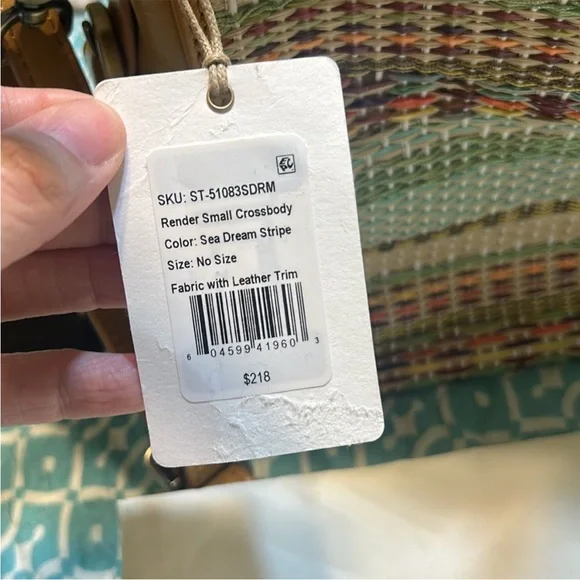 SKU: ST-51083SDRM
Render Small Crossbody
Color: Sea Dream Stripe
Size: No Size
Fabric with Leather Trim
6 04599 41960 3
$218